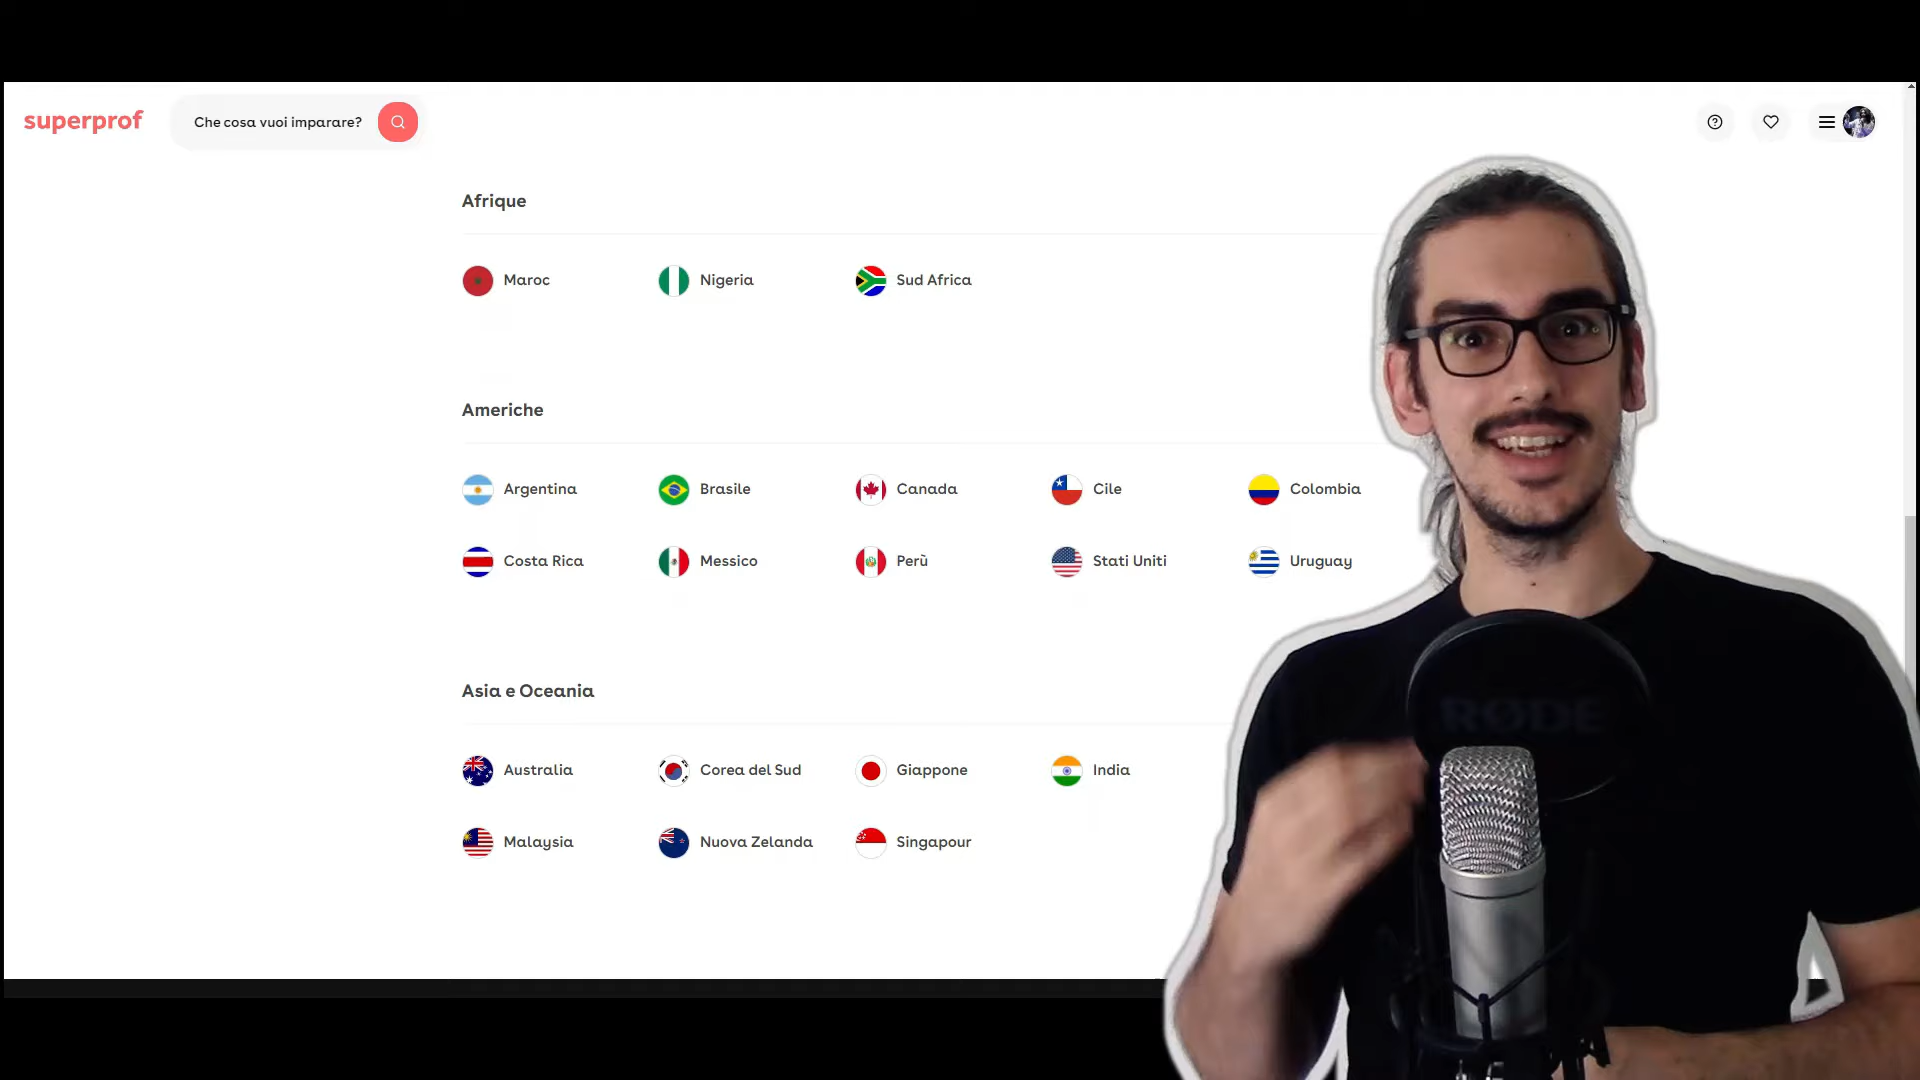 superprof
Che cosa vuoi imparare?
Afrique
Maroc
Nigeria
Sud Africa
Americhe
Argentina
Brasile
Canada
Cile
Colombia
Costa Rica
Messico
Perù
Stati Uniti
Uruguay
Asia e Oceania
Australia
Corea del Sud
Giappone
India
Malaysia
Nuova Zelanda
Singapour
RØDE